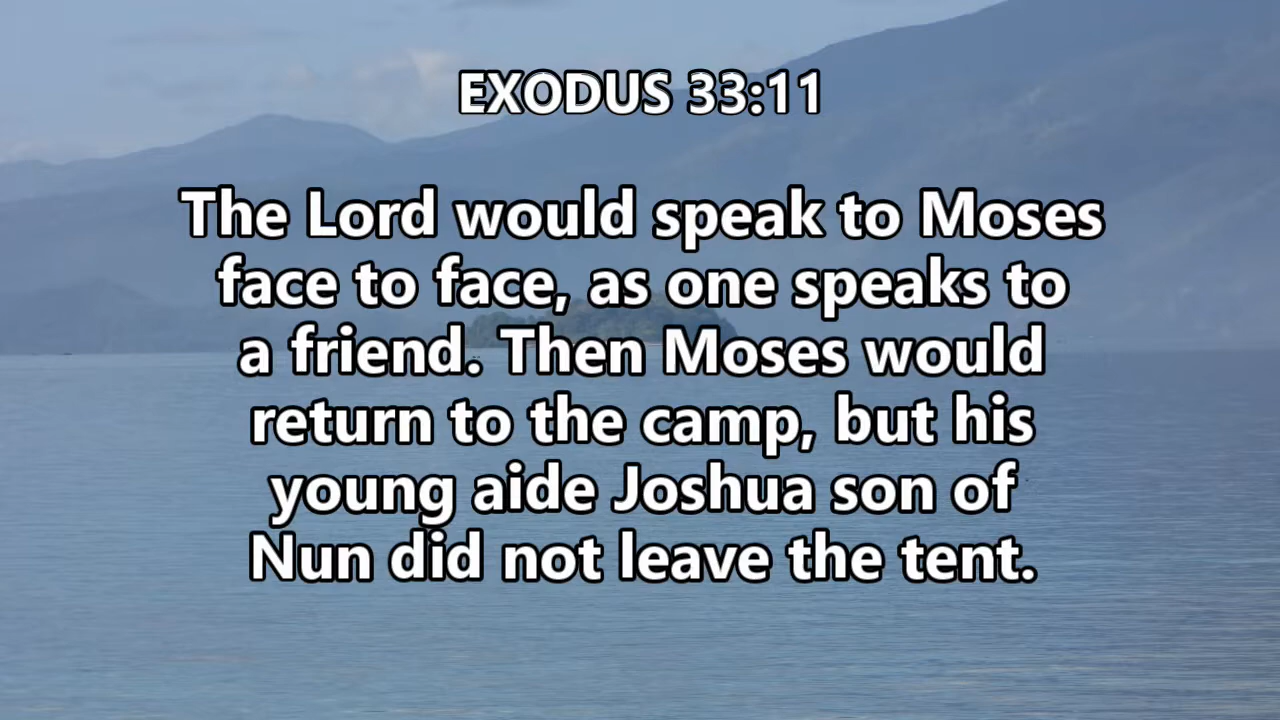 EXODUS 33:11
The Lord would speak to Moses
face to face, as one speaks to
a friend. Then Moses would
return to the camp, but his
young aide Joshua son of
Nun did not leave the tent.